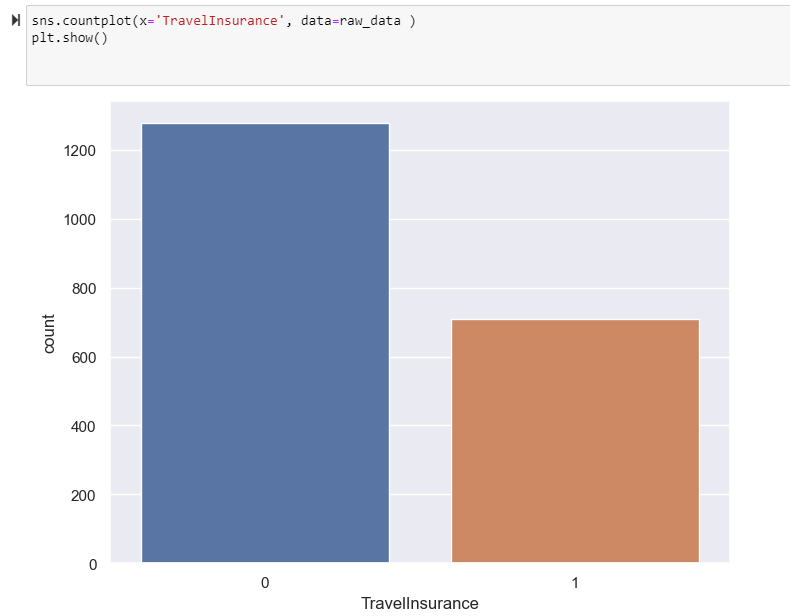 sns.countplot(x='TravelInsurance', data=raw_data )
plt.show()
1200
1000
800
600
400
200
0
count
0 1
TravelInsurance